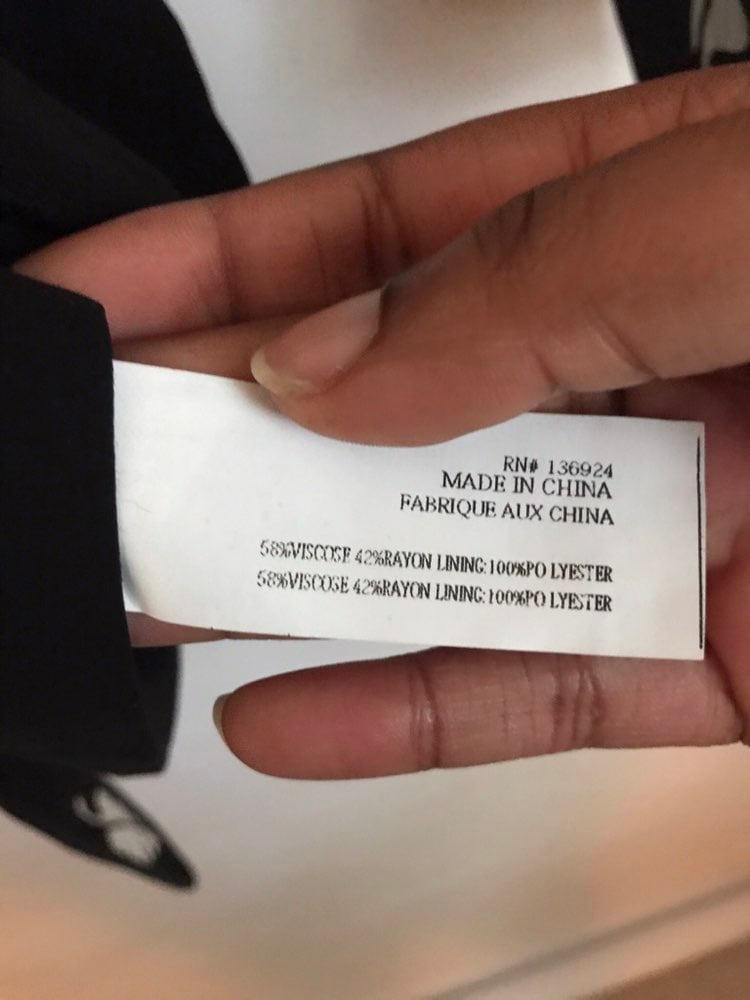 RN# 136924
MADE IN CHINA
FABRIQUE AUX CHINA
58%VISCOSE 42%RAYON LINING:100%PO LYESTER
58%VISCOSE 42%RAYON LINING:100%PO LYESTER